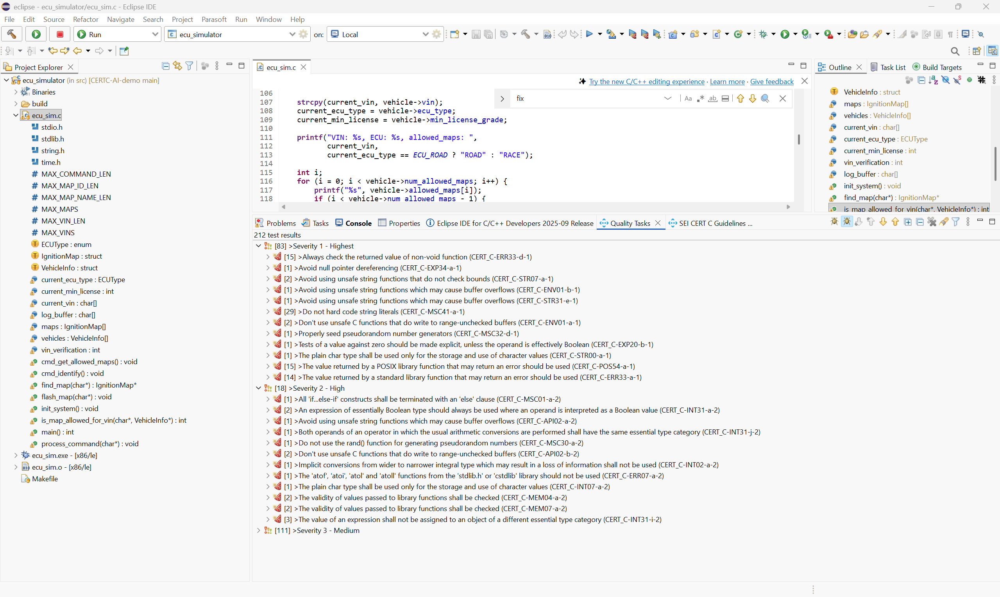 eclipse - ecu_simulator/ecu_sim.c - Eclipse IDE
File Edit Source Refactor Navigate Search Project Parasoft Run Window Help
Run ecu_simulator on: Local
Project Explorer
ecu_simulator (in src) [CERTC-AI-demo main]
Binaries
build
ecu_sim.c
stdio.h
stdlib.h
string.h
time.h
MAX_COMMAND_LEN
MAX_MAP_ID_LEN
MAX_MAP_NAME_LEN
MAX_MAPS
MAX_VIN_LEN
MAX_VINS
ECUType : enum
IgnitionMap : struct
VehicleInfo : struct
current_ecu_type : ECUType
current_min_license : int
current_vin : char[]
log_buffer : char[]
maps : IgnitionMap[]
vehicles : VehicleInfo[]
vin_verification : int
cmd_get_allowed_maps() : void
cmd_identify() : void
find_map(char*) : IgnitionMap*
flash_map(char*) : void
init_system() : void
is_map_allowed_for_vin(char*, VehicleInfo*) : int
main() : int
process_command(char*) : void
ecu_sim.exe - [x86/le]
ecu_sim.o - [x86/le]
Makefile
ecu_sim.c
Try the new C/C++ editing experience · Learn more · Give feedback
fix
Aa .* ab
106
107 strcpy(current_vin, vehicle->vin);
108 current_ecu_type = vehicle->ecu_type;
109 current_min_license = vehicle->min_license_grade;
110
111 printf("VIN: %s, ECU: %s, allowed_maps: ",
112 current_vin,
113 current_ecu_type == ECU_ROAD ? "ROAD" : "RACE");
114
115 int i;
116 for (i = 0; i < vehicle->num_allowed_maps; i++) {
117 printf("%s", vehicle->allowed_maps[i]);
118 if (i < vehicle->num_allowed_maps - 1) {
Outline Task List Build Targets
VehicleInfo : struct
maps : IgnitionMap[]
vehicles : VehicleInfo[]
current_vin : char[]
current_ecu_type : ECUType
current_min_license : int
vin_verification : int
log_buffer : char[]
init_system() : void
find_map(char*) : IgnitionMap*
is_map_allowed_for_vin(char*, VehicleInfo*) : int
Problems Tasks Console Properties Eclipse IDE for C/C++ Developers 2025-09 Release Quality Tasks SEI CERT C Guidelines ...
212 test results
[83] >Severity 1 - Highest
[15] >Always check the returned value of non-void function (CERT_C-ERR33-d-1)
[1] >Avoid null pointer dereferencing (CERT_C-EXP34-a-1)
[2] >Avoid using unsafe string functions that do not check bounds (CERT_C-STR07-a-1)
[1] >Avoid using unsafe string functions which may cause buffer overflows (CERT_C-ENV01-b-1)
[1] >Avoid using unsafe string functions which may cause buffer overflows (CERT_C-STR31-e-1)
[29] >Do not hard code string literals (CERT_C-MSC41-a-1)
[2] >Don't use unsafe C functions that do write to range-unchecked buffers (CERT_C-ENV01-a-1)
[1] >Properly seed pseudorandom number generators (CERT_C-MSC32-d-1)
[1] >Tests of a value against zero should be made explicit, unless the operand is effectively Boolean (CERT_C-EXP20-b-1)
[1] >The plain char type shall be used only for the storage and use of character values (CERT_C-STR00-a-1)
[15] >The value returned by a POSIX library function that may return an error should be used (CERT_C-POS54-a-1)
[14] >The value returned by a standard library function that may return an error should be used (CERT_C-ERR33-a-1)
[18] >Severity 2 - High
[1] >All 'if...else-if' constructs shall be terminated with an 'else' clause (CERT_C-MSC01-a-2)
[2] >An expression of essentially Boolean type should always be used where an operand is interpreted as a Boolean value (CERT_C-INT31-a-2)
[1] >Avoid using unsafe string functions which may cause buffer overflows (CERT_C-API02-a-2)
[1] >Both operands of an operator in which the usual arithmetic conversions are performed shall have the same essential type category (CERT_C-INT31-j-2)
[1] >Do not use the rand() function for generating pseudorandom numbers (CERT_C-MSC30-a-2)
[2] >Don't use unsafe C functions that do write to range-unchecked buffers (CERT_C-API02-b-2)
[1] >Implicit conversions from wider to narrower integral type which may result in a loss of information shall not be used (CERT_C-INT02-a-2)
[1] >The 'atof', 'atoi', 'atol' and 'atoll' functions from the 'stdlib.h' or 'cstdlib' library should not be used (CERT_C-ERR07-a-2)
[1] >The plain char type shall be used only for the storage and use of character values (CERT_C-INT07-a-2)
[2] >The validity of values passed to library functions shall be checked (CERT_C-MEM04-a-2)
[2] >The validity of values passed to library functions shall be checked (CERT_C-MEM07-a-2)
[3] >The value of an expression shall not be assigned to an object of a different essential type category (CERT_C-INT31-i-2)
[111] >Severity 3 - Medium